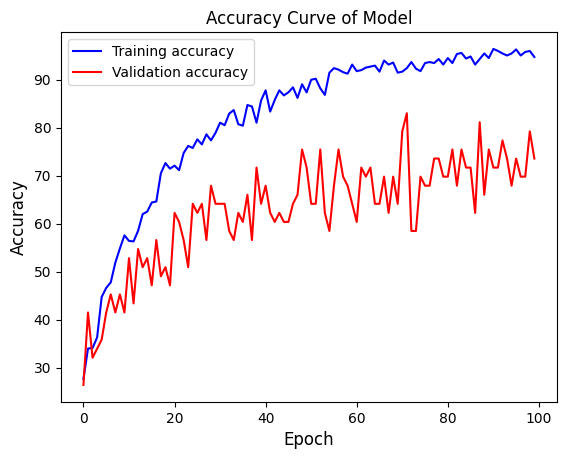 Accuracy Curve of Model
Training accuracy
Validation accuracy
90
80
70
60
50
40
30
Accuracy
0
20
40
60
80
100
Epoch